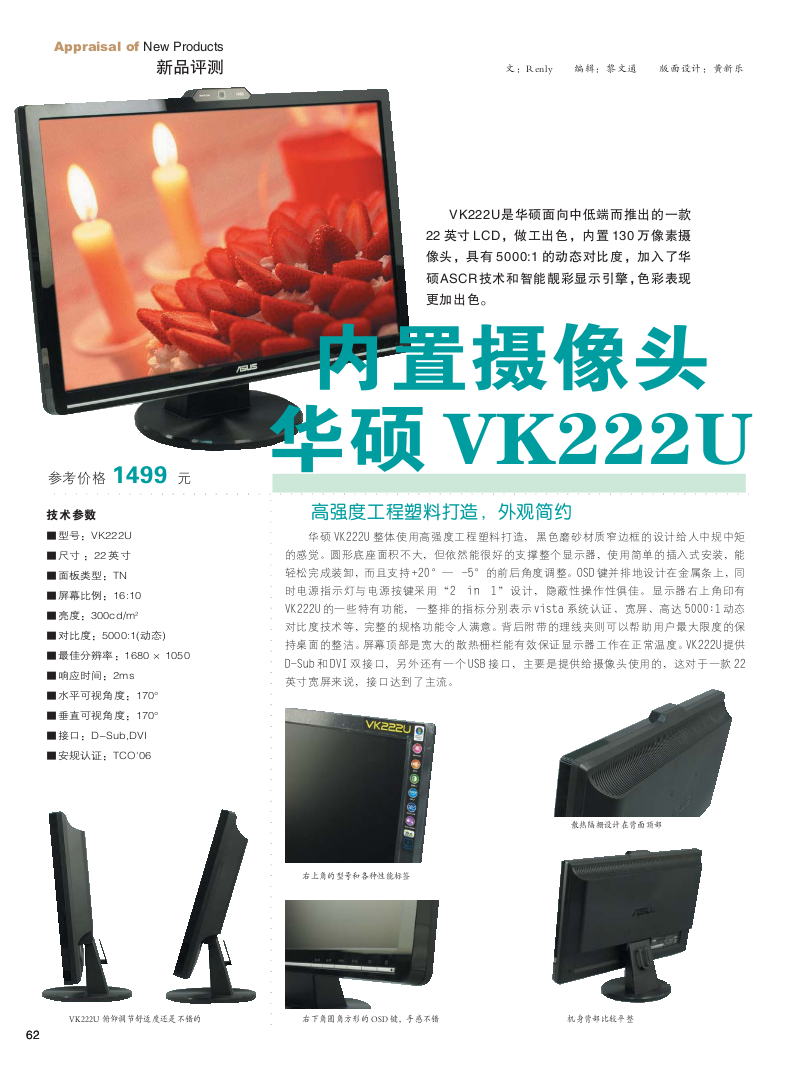 Appraisal of New Products
新品评测
文：Renly 编辑：黎文通 版面设计：黄新乐
VK222U是华硕面向中低端而推出的一款
22 英寸 LCD，做工出色，内置 130 万像素摄
像头，具有 5000:1 的动态对比度，加入了华
硕ASCR技术和智能靓彩显示引擎，色彩表现
更加出色。
ASUS
内置摄像头
华硕 VK222U
参考价格 1499 元
技术参数
■型号：VK222U
■尺寸：22 英寸
■面板类型：TN
■屏幕比例：16:10
■亮度：300cd/m²
■对比度：5000:1(动态)
■最佳分辨率：1680 × 1050
■响应时间：2ms
■水平可视角度：170°
■垂直可视角度：170°
■接口：D-Sub,DVI
■安规认证：TCO'06
高强度工程塑料打造，外观简约
华硕 VK222U 整体使用高强度工程塑料打造，黑色磨砂材质窄边框的设计给人中规中矩
的感觉。圆形底座面积不大，但依然能很好的支撑整个显示器，使用简单的插入式安装，能
轻松完成装卸，而且支持+20°— -5°的前后角度调整。OSD键并排地设计在金属条上，同
时电源指示灯与电源按键采用“2 in 1”设计，隐蔽性操作性俱佳。显示器右上角印有
VK222U的一些特有功能，一整排的指标分别表示vista系统认证、宽屏、高达5000:1动态
对比度技术等，完整的规格功能令人满意。背后附带的理线夹则可以帮助用户最大限度的保
持桌面的整洁。屏幕顶部是宽大的散热栅栏能有效保证显示器工作在正常温度。VK222U提供
D-Sub和DVI双接口，另外还有一个USB接口，主要是提供给摄像头使用的，这对于一款 22
英寸宽屏来说，接口达到了主流。
VK222U
散热隔栅设计在背面顶部
右上角的型号和各种性能标签
ASUS
VK222U 俯仰调节舒适度还是不错的
右下角圆角方形的 OSD 键，手感不错
机身背部比较平整
62